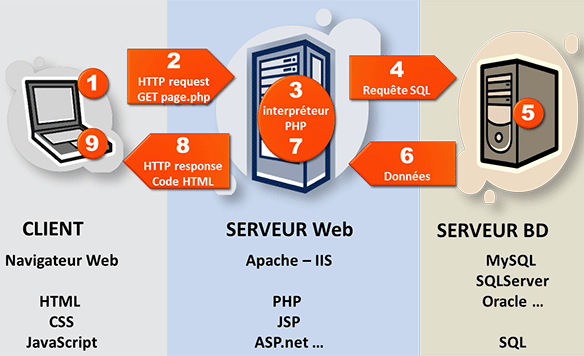 1
2
HTTP request
GET page.php
3
interpréteur
PHP
7
4
Requête SQL
5
6
Données
8
HTTP response
Code HTML
9
CLIENT
Navigateur Web
HTML
CSS
JavaScript
SERVEUR Web
Apache – IIS
PHP
JSP
ASP.net ...
SERVEUR BD
MySQL
SQLServer
Oracle ...
SQL